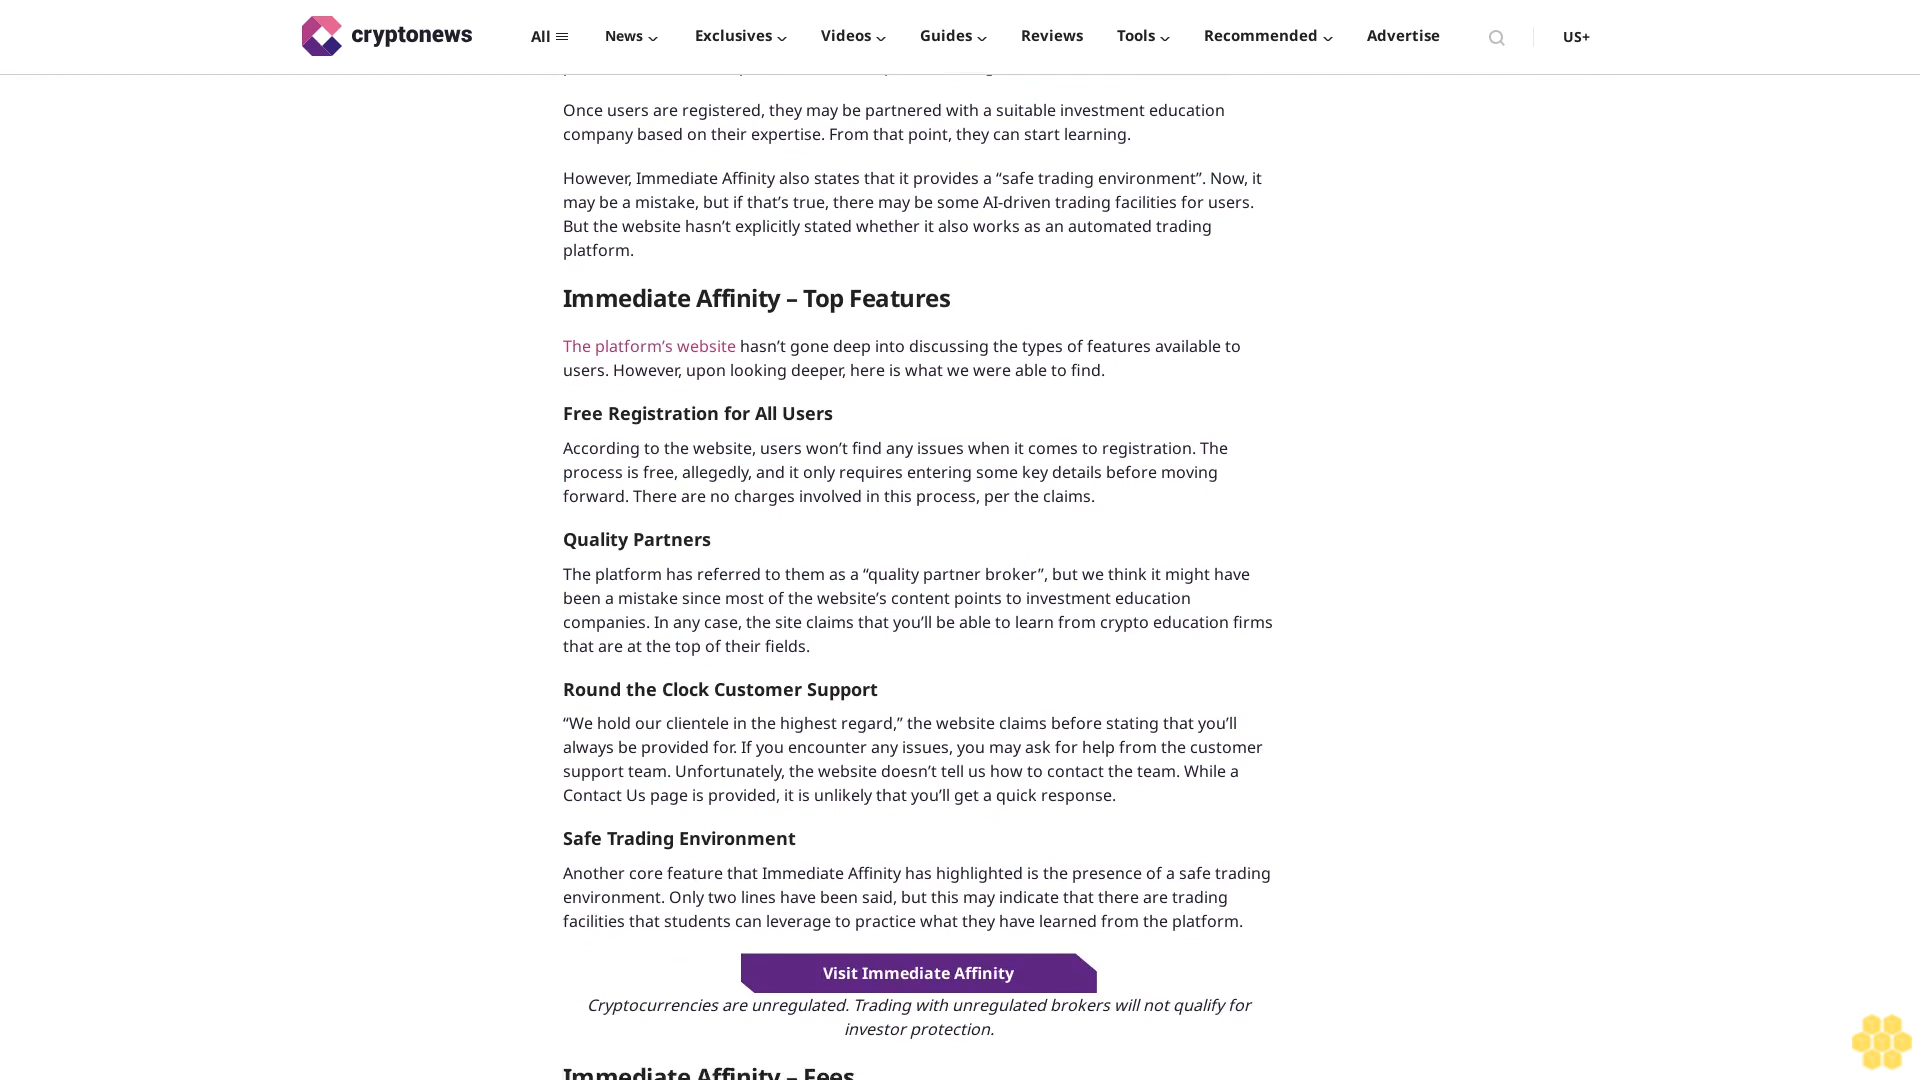 cryptonews
All
News
Exclusives
Videos
Guides
Reviews
Tools
Recommended
Advertise
US+
Once users are registered, they may be partnered with a suitable investment education
company based on their expertise. From that point, they can start learning.
However, Immediate Affinity also states that it provides a “safe trading environment”. Now, it
may be a mistake, but if that’s true, there may be some AI-driven trading facilities for users.
But the website hasn’t explicitly stated whether it also works as an automated trading
platform.
Immediate Affinity – Top Features
The platform’s website hasn’t gone deep into discussing the types of features available to
users. However, upon looking deeper, here is what we were able to find.
Free Registration for All Users
According to the website, users won’t find any issues when it comes to registration. The
process is free, allegedly, and it only requires entering some key details before moving
forward. There are no charges involved in this process, per the claims.
Quality Partners
The platform has referred to them as a “quality partner broker”, but we think it might have
been a mistake since most of the website’s content points to investment education
companies. In any case, the site claims that you’ll be able to learn from crypto education firms
that are at the top of their fields.
Round the Clock Customer Support
“We hold our clientele in the highest regard,” the website claims before stating that you’ll
always be provided for. If you encounter any issues, you may ask for help from the customer
support team. Unfortunately, the website doesn’t tell us how to contact the team. While a
Contact Us page is provided, it is unlikely that you’ll get a quick response.
Safe Trading Environment
Another core feature that Immediate Affinity has highlighted is the presence of a safe trading
environment. Only two lines have been said, but this may indicate that there are trading
facilities that students can leverage to practice what they have learned from the platform.
Visit Immediate Affinity
Cryptocurrencies are unregulated. Trading with unregulated brokers will not qualify for
investor protection.
Immediate Affinity – Fees